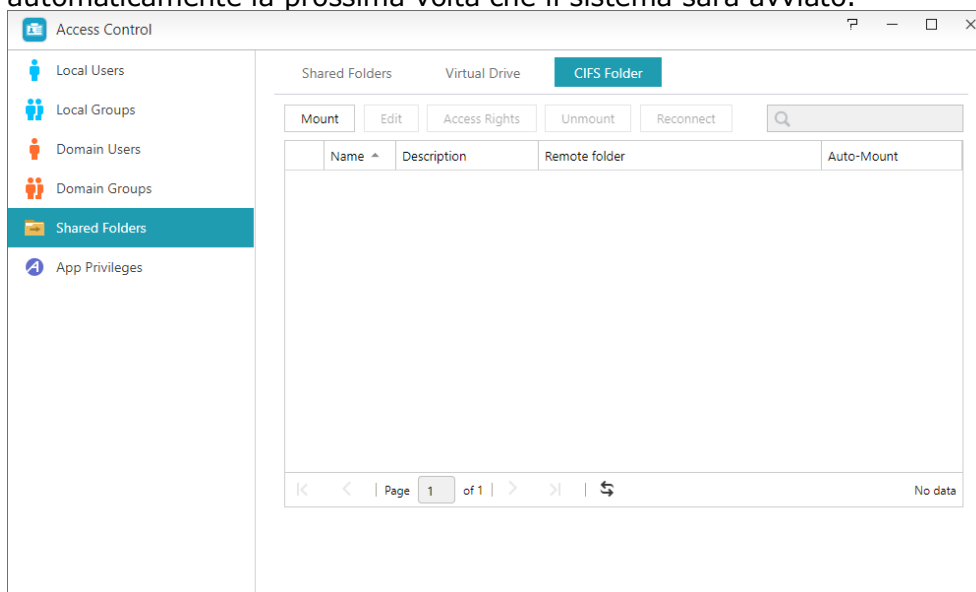 automaticamente la prossima volta che il sistema sarà avviato.
Access Control
Local Users
Local Groups
Domain Users
Domain Groups
Shared Folders
App Privileges
Shared Folders Virtual Drive CIFS Folder
Mount Edit Access Rights Unmount Reconnect
Name Description Remote folder Auto-Mount
Page 1 of 1 No data